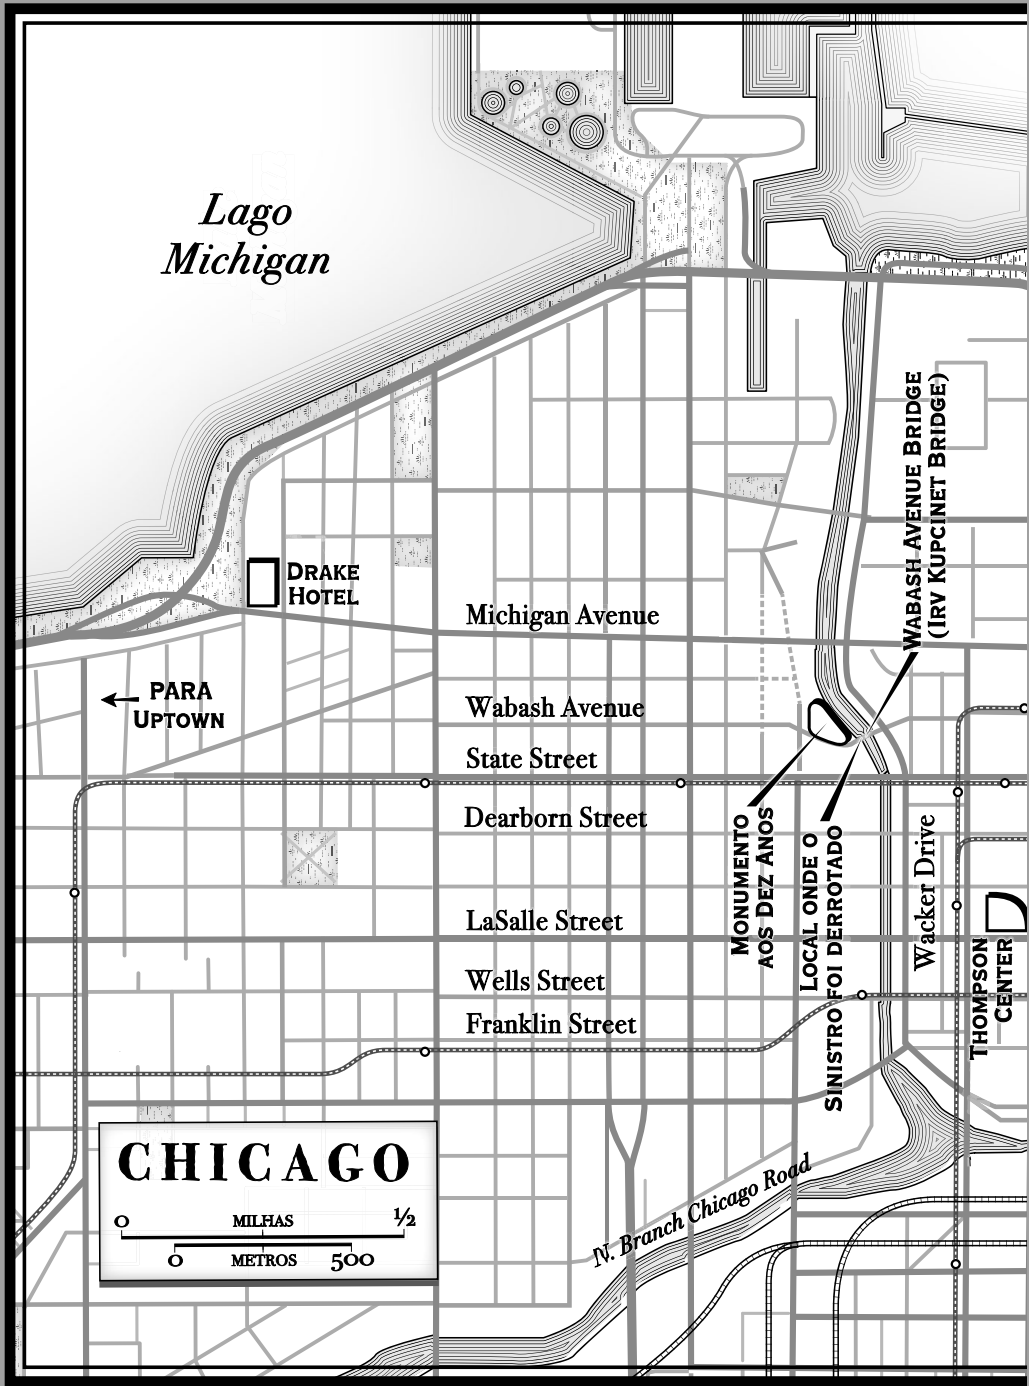 Lago
Michigan
WABASH AVENUE BRIDGE
(IRV KUPCINET BRIDGE)
DRAKE
HOTEL
Michigan Avenue
PARA
UPTOWN
Wabash Avenue
State Street
Dearborn Street
MONUMENTO
AOS DEZ ANOS
LOCAL ONDE O
SINISTRO FOI DERROTADO
Wacker Drive
LaSalle Street
THOMPSON
CENTER
Wells Street
Franklin Street
N. Branch Chicago Road
CHICAGO
0 MILHAS ½
0 METROS 500